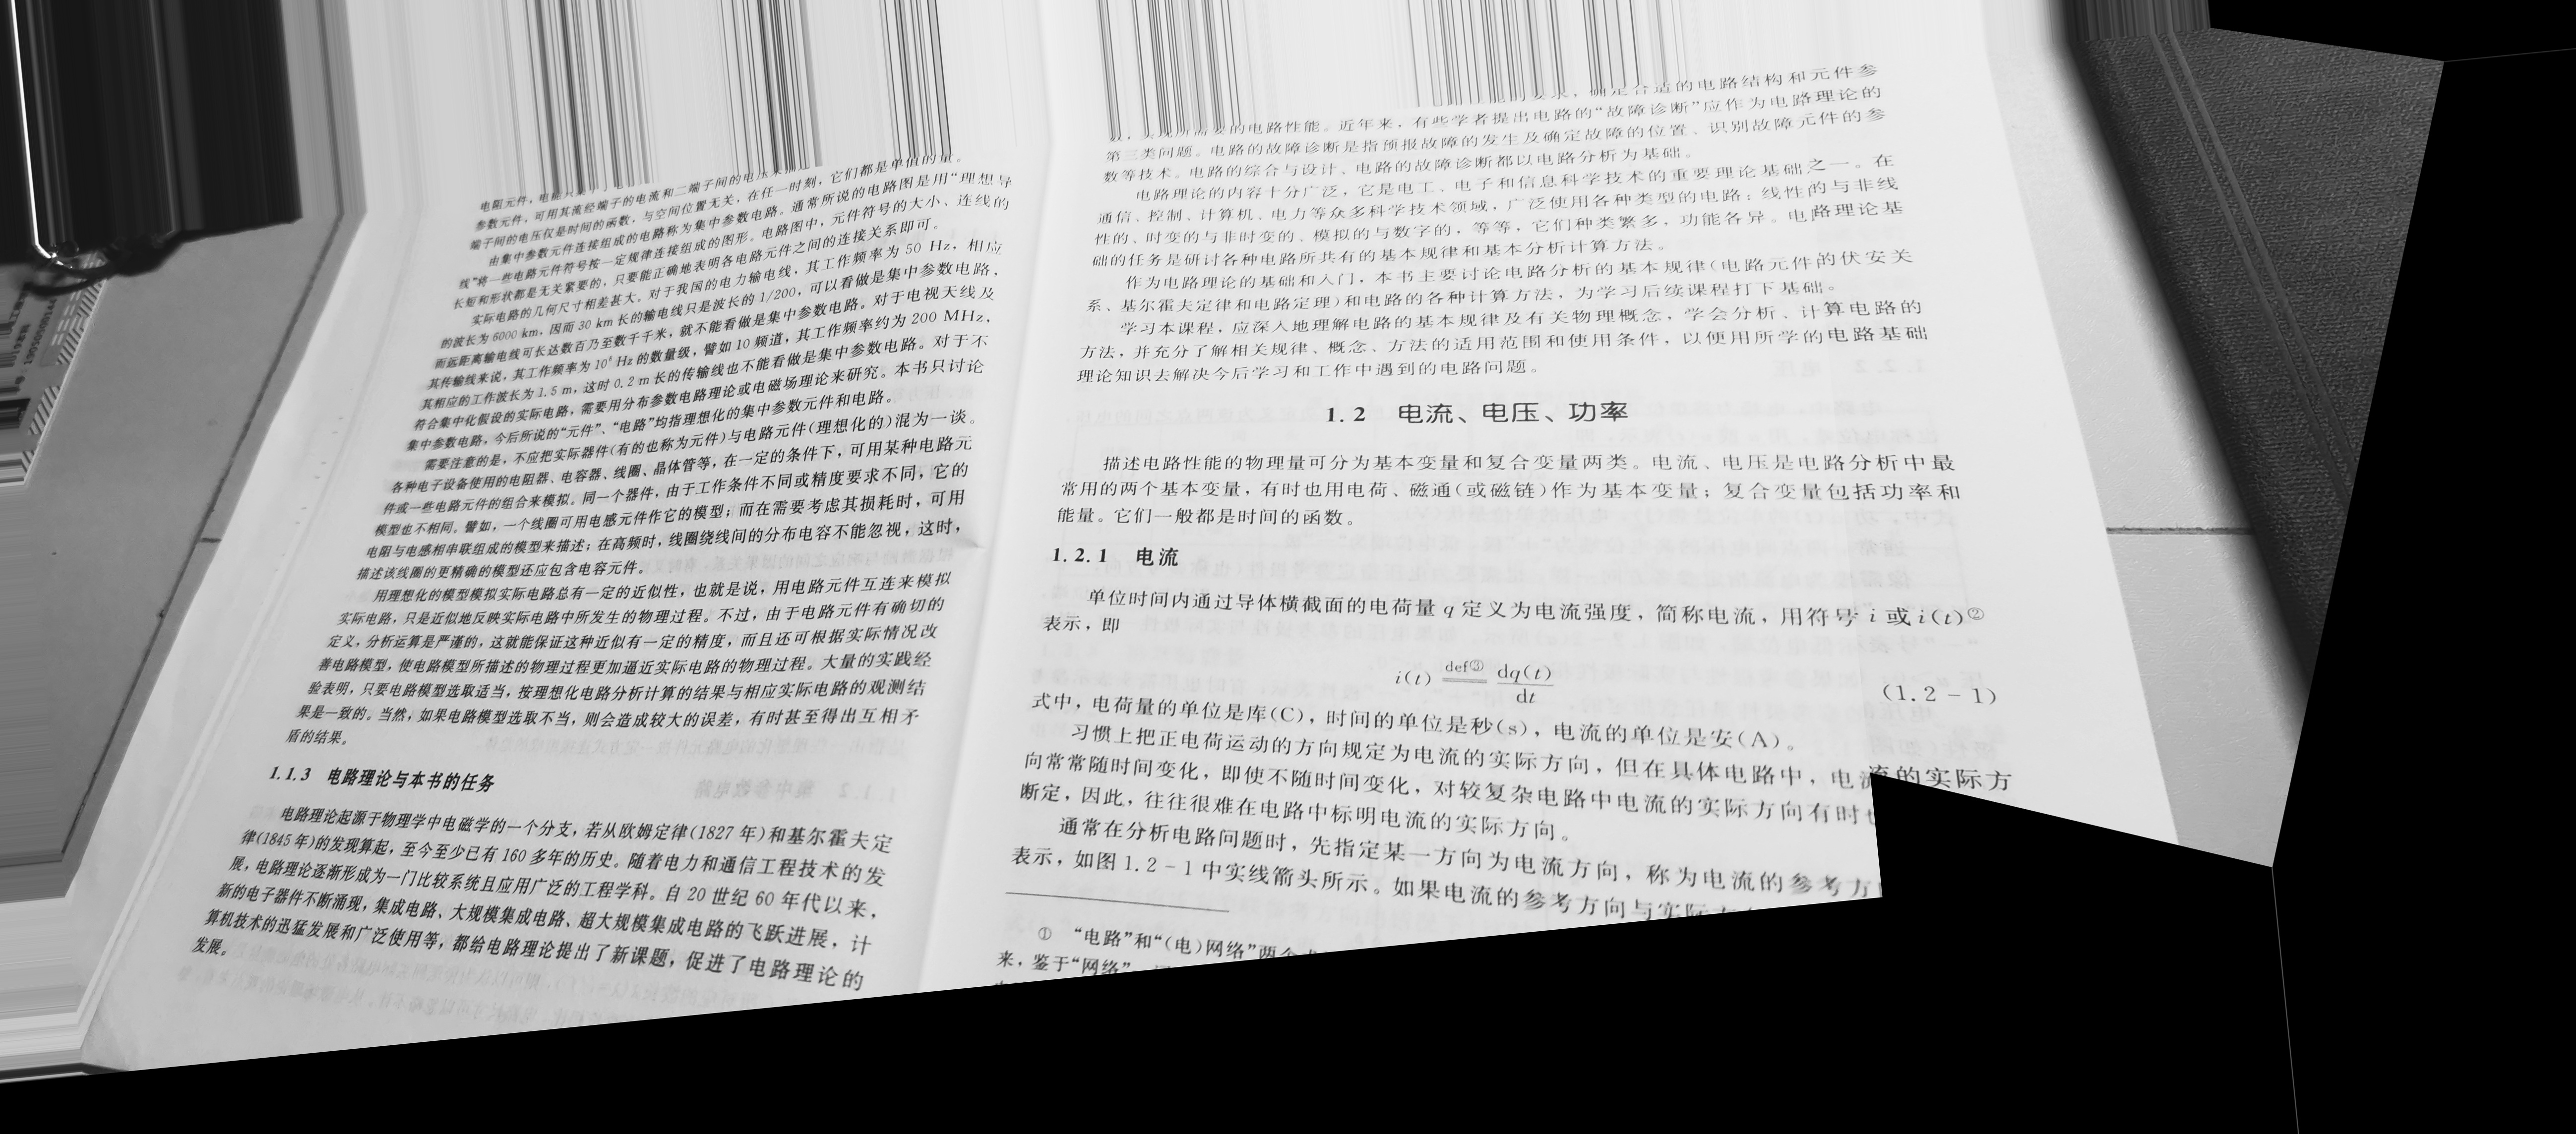 参数元件，可用其流经端子的电流和二端子间的电压
端子间的电压仅是时间的函数，与空间位置无关，在任一时刻，它们都是单值的量。
由集中参数元件连接组成的电路称为集中参数电路。通常所说的电路图是用“理想导
线”将一些电路元件符号按一定规律连接组成的图形。电路图中，元件符号的大小、连线的
长短和形状都是无关紧要的，只要能正确地表明各电路元件之间的连接关系即可。
实际电路的几何尺寸相差甚大。对于我国的电力输电线，其工作频率为 50 Hz，相应
的波长为 6000 km，因而 30 km 长的输电线只是波长的 1/200，可以看做是集中参数电路，
而远距离输电线可长达数百乃至数千千米，就不能看做是集中参数电路。对于电视天线及
其传输线来说，其工作频率为 10⁸ Hz 的数量级，譬如 10 频道，其工作频率约为 200 MHz，
其相应的工作波长为 1.5 m，这时 0.2 m 长的传输线也不能看做是集中参数电路。对于不
符合集中化假设的实际电路，需要用分布参数电路理论或电磁场理论来研究。本书只讨论
集中参数电路，今后所说的“元件”、“电路”均指理想化的集中参数元件和电路。
需要注意的是，不应把实际器件(有的也称为元件)与电路元件(理想化的)混为一谈。
各种电子设备使用的电阻器、电容器、线圈、晶体管等，在一定的条件下，可用某种电路元
件或一些电路元件的组合来模拟。同一个器件，由于工作条件不同或精度要求不同，它的
模型也不相同。譬如，一个线圈可用电感元件作它的模型；而在需要考虑其损耗时，可用
电阻与电感相串联组成的模型来描述；在高频时，线圈绕线间的分布电容不能忽视，这时，
描述该线圈的更精确的模型还应包含电容元件。
用理想化的模型模拟实际电路总有一定的近似性，也就是说，用电路元件互连来模拟
实际电路，只是近似地反映实际电路中所发生的物理过程。不过，由于电路元件有确切的
定义，分析运算是严谨的，这就能保证这种近似有一定的精度，而且还可根据实际情况改
善电路模型，使电路模型所描述的物理过程更加逼近实际电路的物理过程。大量的实践经
验表明，只要电路模型选取适当，按理想化电路分析计算的结果与相应实际电路的观测结
果是一致的。当然，如果电路模型选取不当，则会造成较大的误差，有时甚至得出互相矛
盾的结果。
1.1.3 电路理论与本书的任务
电路理论起源于物理学中电磁学的一个分支，若从欧姆定律(1827 年)和基尔霍夫定
律(1845 年)的发现算起，至今至少已有 160 多年的历史。随着电力和通信工程技术的发
展，电路理论逐渐形成为一门比较系统且应用广泛的工程学科。自 20 世纪 60 年代以来，
新的电子器件不断涌现，集成电路、大规模集成电路、超大规模集成电路的飞跃进展，计
算机技术的迅猛发展和广泛使用等，都给电路理论提出了新课题，促进了电路理论的
发展。
合适的电路结构和元件参
的电路性能。近年来，有些学者提出电路的“故障诊断”应作为电路理论的
第三类问题。电路的故障诊断是指预报故障的发生及确定故障的位置、识别故障元件的参
数等技术。电路的综合与设计、电路的故障诊断都以电路分析为基础。
电路理论的内容十分广泛，它是电工、电子和信息科学技术的重要理论基础之一。在
通信、控制、计算机、电力等众多科学技术领域，广泛使用各种类型的电路：线性的与非线
性的、时变的与非时变的、模拟的与数字的，等等，它们种类繁多，功能各异。电路理论基
础的任务是研讨各种电路所共有的基本规律和基本分析计算方法。
作为电路理论的基础和入门，本书主要讨论电路分析的基本规律(电路元件的伏安关
系、基尔霍夫定律和电路定理)和电路的各种计算方法，为学习后续课程打下基础。
学习本课程，应深入地理解电路的基本规律及有关物理概念，学会分析、计算电路的
方法，并充分了解相关规律、概念、方法的适用范围和使用条件，以便用所学的电路基础
理论知识去解决今后学习和工作中遇到的电路问题。
1.2 电流、电压、功率
描述电路性能的物理量可分为基本变量和复合变量两类。电流、电压是电路分析中最
常用的两个基本变量，有时也用电荷、磁通(或磁链)作为基本变量；复合变量包括功率和
能量。它们一般都是时间的函数。
1.2.1 电流
单位时间内通过导体横截面的电荷量 q 定义为电流强度，简称电流，用符号 i 或 i(t)②
表示，即
i(t) def③ dq(t)/dt (1.2-1)
式中，电荷量的单位是库(C)，时间的单位是秒(s)，电流的单位是安(A)。
习惯上把正电荷运动的方向规定为电流的实际方向，但在具体电路中，电流的实际方
向常常随时间变化，即使不随时间变化，对较复杂电路中电流的实际方向有时
断定，因此，往往很难在电路中标明电流的实际方向。
通常在分析电路问题时，先指定某一方向为电流方向，称为电流的参考方
表示，如图 1.2-1 中实线箭头所示。如果电流的参考方向与实际方
① “电路”和“(电)网络”两个
来，鉴于“网络”